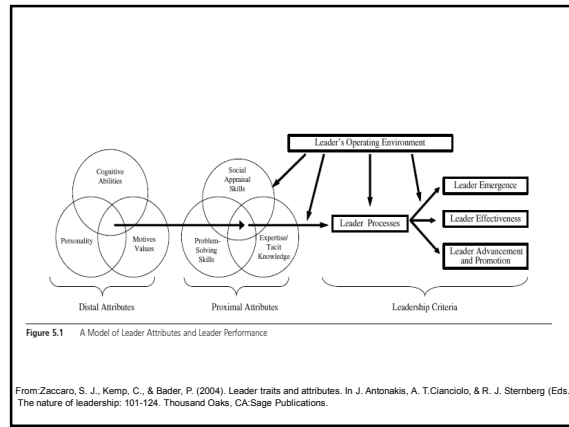 Leader's Operating Environment
Social
Appraisal
Skills
Cognitive
Abilities
Leader Emergence
Leader Processes
Leader Effectiveness
Personality
Motives
Values
Problem-
Solving
Skills
Expertise/
Tacit
Knowledge
Leader Advancement
and Promotion
Distal Attributes
Proximal Attributes
Leadership Criteria
Figure 5.1 A Model of Leader Attributes and Leader Performance
From:Zaccaro, S. J., Kemp, C., & Bader, P. (2004). Leader traits and attributes. In J. Antonakis, A. T.Cianciolo, & R. J. Sternberg (Eds.
The nature of leadership: 101-124. Thousand Oaks, CA:Sage Publications.